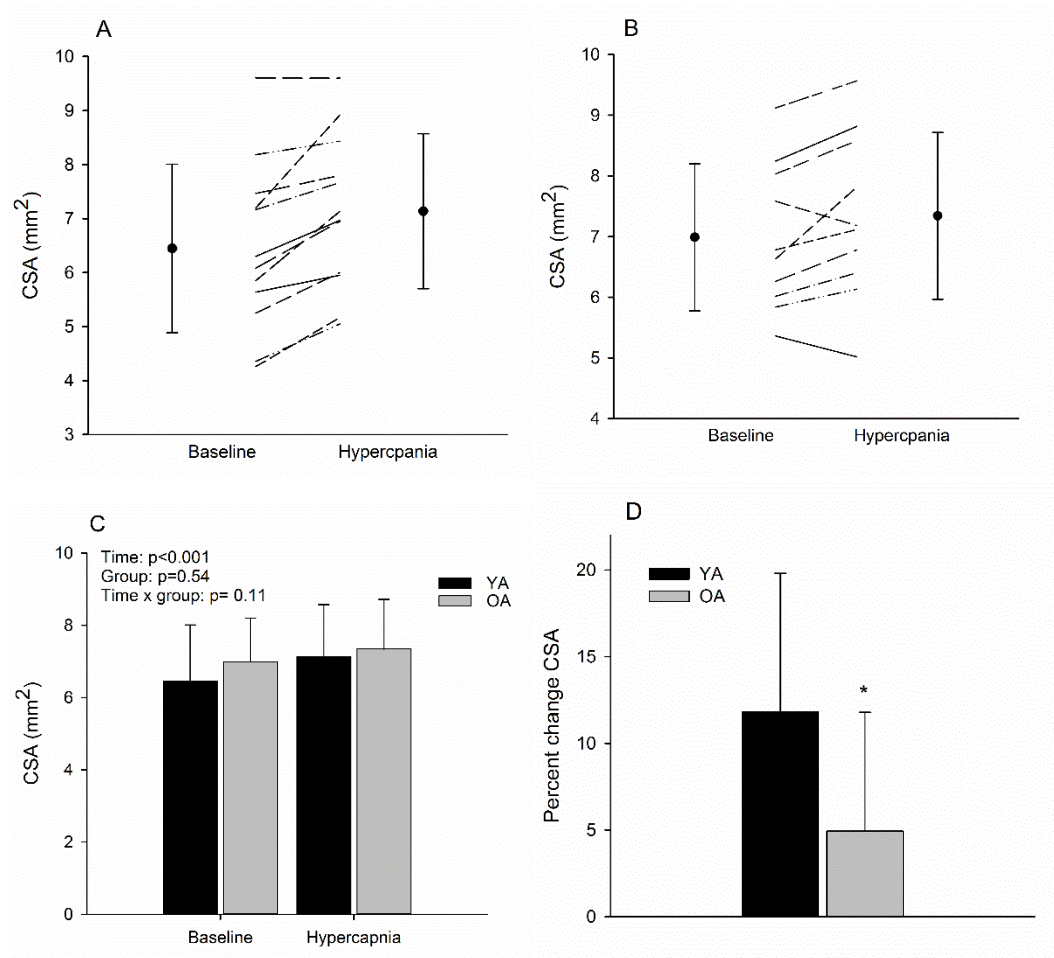 A
10
9
8
7
6
5
4
3
CSA (mm2)
Baseline
Hypercpania
B
10
9
8
7
6
5
4
CSA (mm2)
Baseline
Hypercpania
C
Time: p<0.001
Group: p=0.54
Time x group: p= 0.11
YA
OA
10
8
6
4
2
0
CSA (mm2)
Baseline
Hypercapnia
D
YA
OA
20
15
10
5
0
Percent change CSA
*